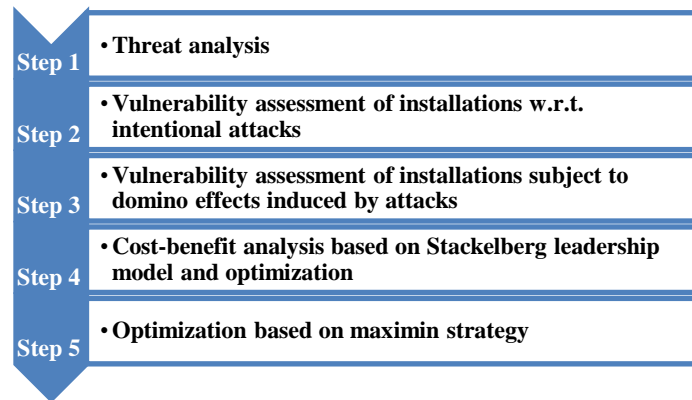 Step 1
• Threat analysis
Step 2
• Vulnerability assessment of installations w.r.t.
intentional attacks
Step 3
• Vulnerability assessment of installations subject to
domino effects induced by attacks
Step 4
• Cost-benefit analysis based on Stackelberg leadership
model and optimization
Step 5
• Optimization based on maximin strategy